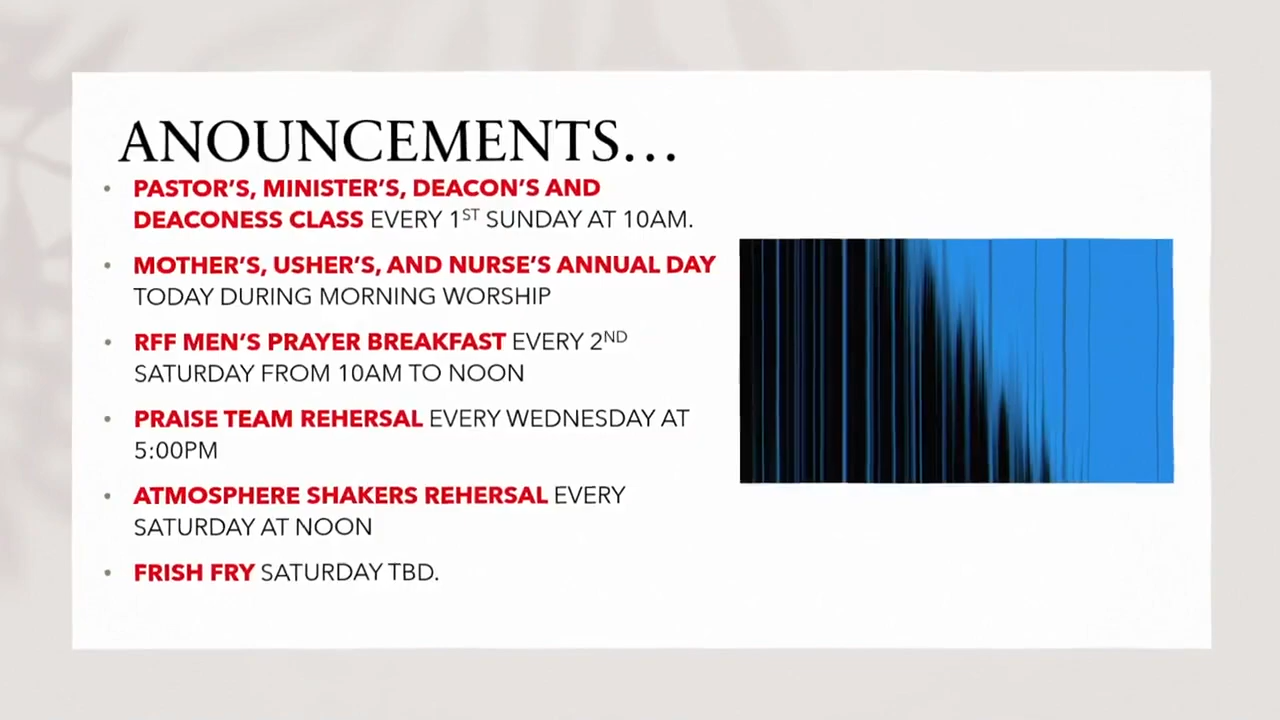 ANOUNCEMENTS…
• PASTOR’S, MINISTER’S, DEACON’S AND
DEACONESS CLASS EVERY 1ST SUNDAY AT 10AM.
• MOTHER’S, USHER’S, AND NURSE’S ANNUAL DAY
TODAY DURING MORNING WORSHIP
• RFF MEN’S PRAYER BREAKFAST EVERY 2ND
SATURDAY FROM 10AM TO NOON
• PRAISE TEAM REHERSAL EVERY WEDNESDAY AT
5:00PM
• ATMOSPHERE SHAKERS REHERSAL EVERY
SATURDAY AT NOON
• FRISH FRY SATURDAY TBD.